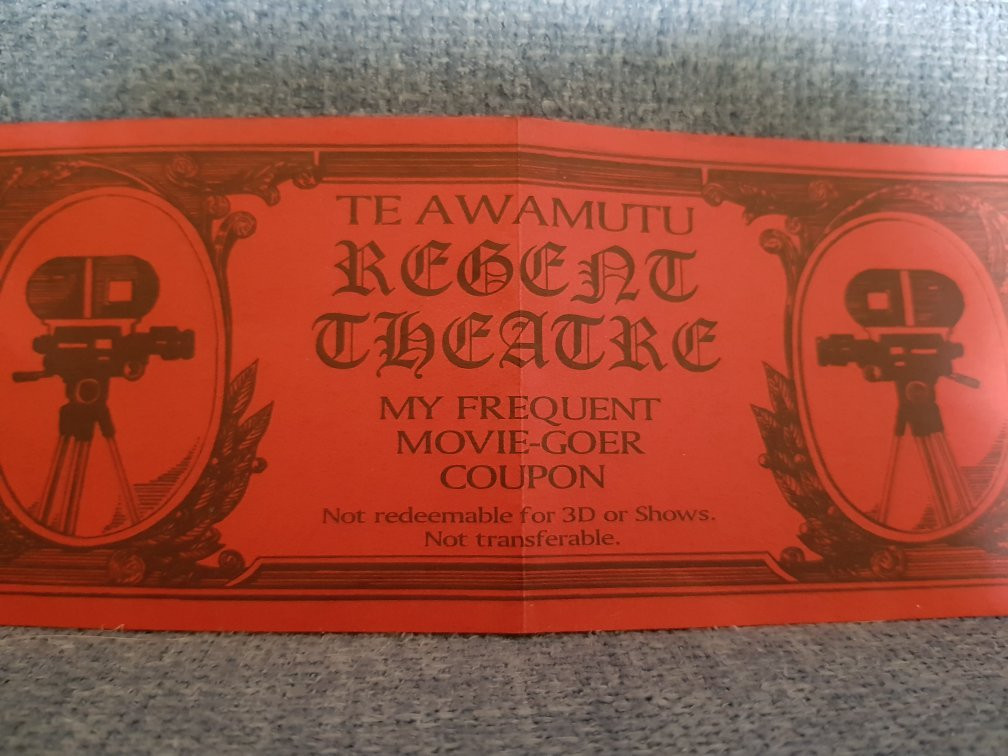 TE AWAMUTU
REGENT
THEATRE
MY FREQUENT
MOVIE-GOER
COUPON
Not redeemable for 3D or Shows.
Not transferable.